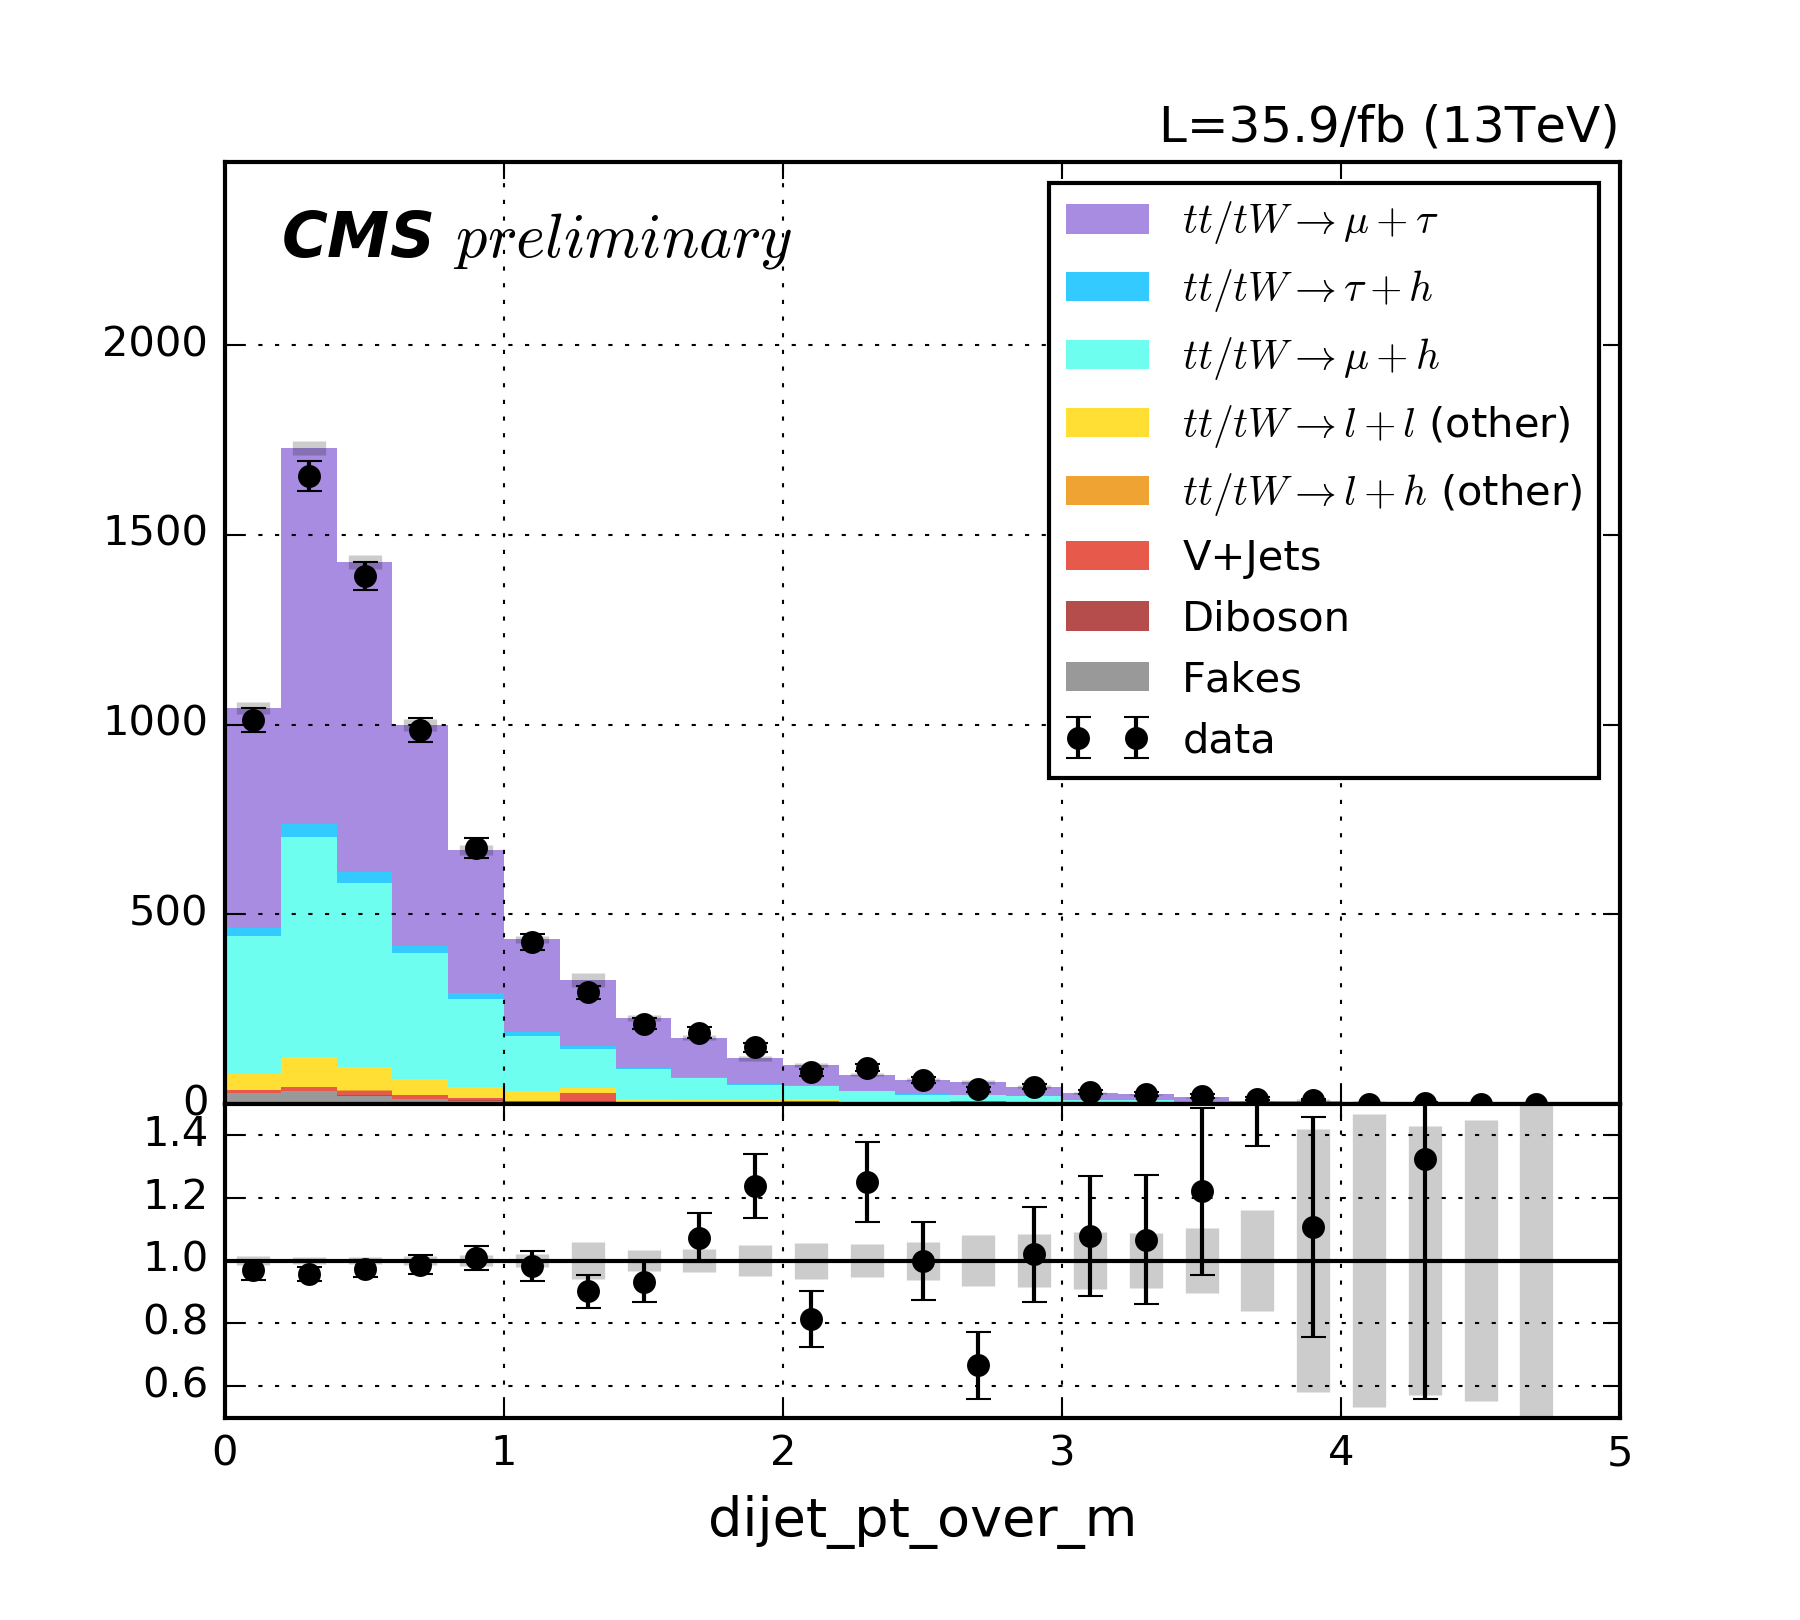 L=35.9/fb (13TeV)
CMS preliminary
tt/tW → μ + τ
tt/tW → τ + h
tt/tW → μ + h
tt/tW → l + l (other)
tt/tW → l + h (other)
V+Jets
Diboson
Fakes
data
2000
1500
1000
500
0
1.4
1.2
1.0
0.8
0.6
0 1 2 3 4 5
dijet_pt_over_m